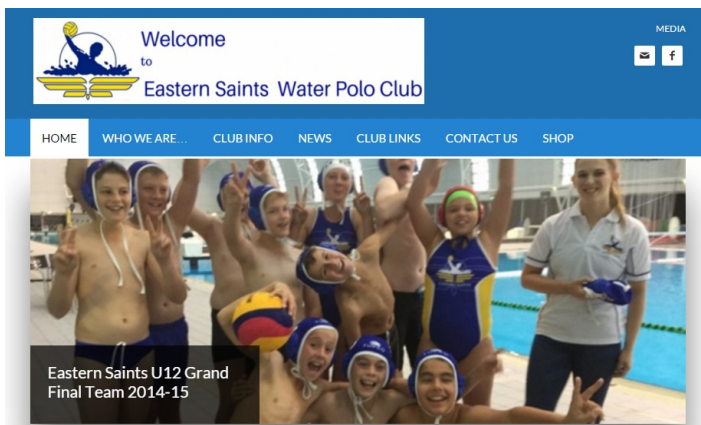 Welcome
to
Eastern Saints Water Polo Club
MEDIA
HOME
WHO WE ARE...
CLUB INFO
NEWS
CLUB LINKS
CONTACT US
SHOP
Eastern Saints U12 Grand
Final Team 2014-15